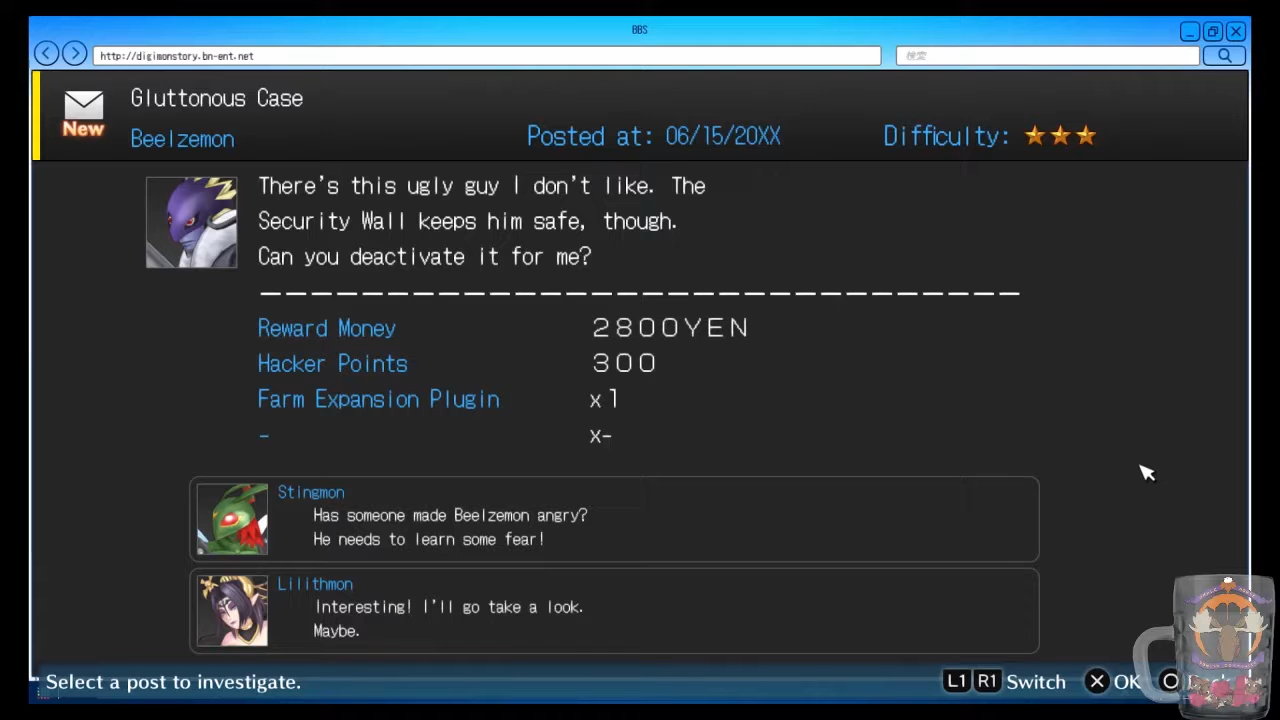 BBS
http://digimonstory.bn-ent.net
検索
New
Gluttonous Case
Beelzemon
Posted at: 06/15/20XX
Difficulty: ★★★
There's this ugly guy I don't like. The
Security Wall keeps him safe, though.
Can you deactivate it for me?
Reward Money 2800YEN
Hacker Points 300
Farm Expansion Plugin x1
- x-
Stingmon
Has someone made Beelzemon angry?
He needs to learn some fear!
Lilithmon
Interesting! I'll go take a look.
Maybe.
Select a post to investigate.
L1 R1 Switch
OK